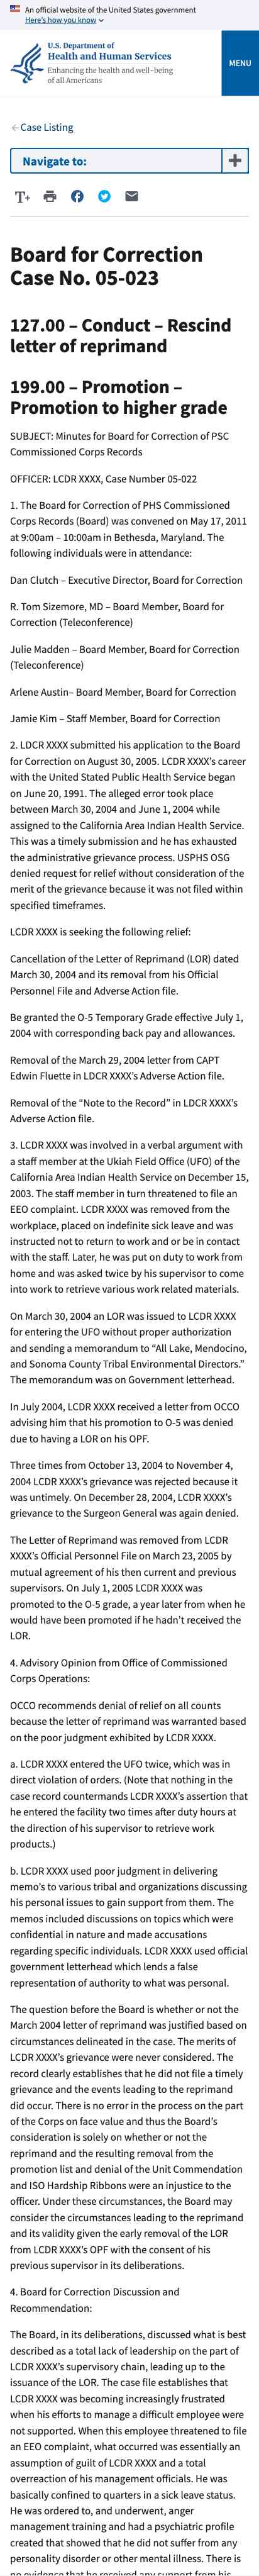 An official website of the United States government
Here's how you know
U.S. Department of
Health and Human Services
Enhancing the health and well-being
of all Americans
MENU
Case Listing
Navigate to:
T+
Board for Correction
Case No. 05-023
127.00 – Conduct – Rescind
letter of reprimand
199.00 – Promotion –
Promotion to higher grade
SUBJECT: Minutes for Board for Correction of PSC
Commissioned Corps Records
OFFICER: LCDR XXXX, Case Number 05-022
1. The Board for Correction of PHS Commissioned
Corps Records (Board) was convened on May 17, 2011
at 9:00am – 10:00am in Bethesda, Maryland. The
following individuals were in attendance:
Dan Clutch – Executive Director, Board for Correction
R. Tom Sizemore, MD – Board Member, Board for
Correction (Teleconference)
Julie Madden – Board Member, Board for Correction
(Teleconference)
Arlene Austin– Board Member, Board for Correction
Jamie Kim – Staff Member, Board for Correction
2. LDCR XXXX submitted his application to the Board
for Correction on August 30, 2005. LCDR XXXX's career
with the United Stated Public Health Service began
on June 20, 1991. The alleged error took place
between March 30, 2004 and June 1, 2004 while
assigned to the California Area Indian Health Service.
This was a timely submission and he has exhausted
the administrative grievance process. USPHS OSG
denied request for relief without consideration of the
merit of the grievance because it was not filed within
specified timeframes.
LCDR XXXX is seeking the following relief:
Cancellation of the Letter of Reprimand (LOR) dated
March 30, 2004 and its removal from his Official
Personnel File and Adverse Action file.
Be granted the O-5 Temporary Grade effective July 1,
2004 with corresponding back pay and allowances.
Removal of the March 29, 2004 letter from CAPT
Edwin Fluette in LDCR XXXX's Adverse Action file.
Removal of the “Note to the Record” in LDCR XXXX's
Adverse Action file.
3. LCDR XXXX was involved in a verbal argument with
a staff member at the Ukiah Field Office (UFO) of the
California Area Indian Health Service on December 15,
2003. The staff member in turn threatened to file an
EEO complaint. LCDR XXXX was removed from the
workplace, placed on indefinite sick leave and was
instructed not to return to work and or be in contact
with the staff. Later, he was put on duty to work from
home and was asked twice by his supervisor to come
into work to retrieve various work related materials.
On March 30, 2004 an LOR was issued to LCDR XXXX
for entering the UFO without proper authorization
and sending a memorandum to “All Lake, Mendocino,
and Sonoma County Tribal Environmental Directors.”
The memorandum was on Government letterhead.
In July 2004, LCDR XXXX received a letter from OCCO
advising him that his promotion to O-5 was denied
due to having a LOR on his OPF.
Three times from October 13, 2004 to November 4,
2004 LCDR XXXX's grievance was rejected because it
was untimely. On December 28, 2004, LCDR XXXX's
grievance to the Surgeon General was again denied.
The Letter of Reprimand was removed from LCDR
XXXX's Official Personnel File on March 23, 2005 by
mutual agreement of his then current and previous
supervisors. On July 1, 2005 LCDR XXXX was
promoted to the O-5 grade, a year later from when he
would have been promoted if he hadn't received the
LOR.
4. Advisory Opinion from Office of Commissioned
Corps Operations:
OCCO recommends denial of relief on all counts
because the letter of reprimand was warranted based
on the poor judgment exhibited by LCDR XXXX.
a. LCDR XXXX entered the UFO twice, which was in
direct violation of orders. (Note that nothing in the
case record countermands LCDR XXXX's assertion that
he entered the facility two times after duty hours at
the direction of his supervisor to retrieve work
products.)
b. LCDR XXXX used poor judgment in delivering
memo's to various tribal and organizations discussing
his personal issues to gain support from them. The
memos included discussions on topics which were
confidential in nature and made accusations
regarding specific individuals. LCDR XXXX used official
government letterhead which lends a false
representation of authority to what was personal.
The question before the Board is whether or not the
March 2004 letter of reprimand was justified based on
circumstances delineated in the case. The merits of
LCDR XXXX's grievance were never considered. The
record clearly establishes that he did not file a timely
grievance and the events leading to the reprimand
did occur. There is no error in the process on the part
of the Corps on face value and thus the Board's
consideration is solely on whether or not the
reprimand and the resulting removal from the
promotion list and denial of the Unit Commendation
and ISO Hardship Ribbons were an injustice to the
officer. Under these circumstances, the Board may
consider the circumstances leading to the reprimand
and its validity given the early removal of the LOR
from LCDR XXXX's OPF with the consent of his
previous supervisor in its deliberations.
4. Board for Correction Discussion and
Recommendation:
The Board, in its deliberations, discussed what is best
described as a total lack of leadership on the part of
LCDR XXXX's supervisory chain, leading up to the
issuance of the LOR. The case file establishes that
LCDR XXXX was becoming increasingly frustrated
when his efforts to manage a difficult employee were
not supported. When this employee threatened to file
an EEO complaint, what occurred was essentially an
assumption of guilt of LCDR XXXX and a total
overreaction of his management officials. He was
basically confined to quarters in a sick leave status.
He was ordered to, and underwent, anger
management training and had a psychiatric profile
created that showed that he did not suffer from any
personality disorder or other mental illness. There is
no evidence that he received any support from his